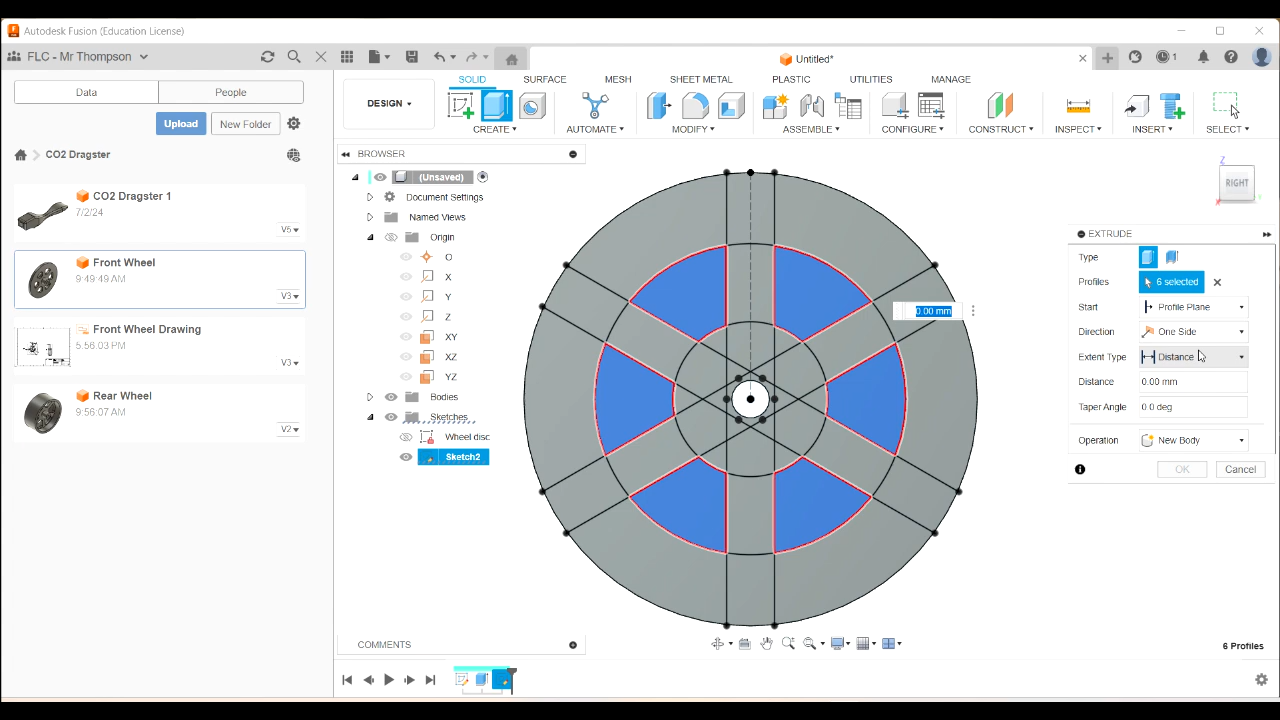 Autodesk Fusion (Education License)
FLC - Mr Thompson
Untitled*
1
Data
People
Upload
New Folder
CO2 Dragster
CO2 Dragster 1
7/2/24
V5
Front Wheel
9:49:49 AM
V3
Front Wheel Drawing
5:56:03 PM
V3
Rear Wheel
9:56:07 AM
V2
DESIGN
SOLID
SURFACE
MESH
SHEET METAL
PLASTIC
UTILITIES
MANAGE
CREATE
AUTOMATE
MODIFY
ASSEMBLE
CONFIGURE
CONSTRUCT
INSPECT
INSERT
SELECT
BROWSER
(Unsaved)
Document Settings
Named Views
Origin
O
X
Y
Z
XY
XZ
YZ
Bodies
Sketches
Wheel disc
Sketch2
Z
RIGHT
X
Y
0.00 mm
EXTRUDE
Type
Profiles
6 selected
Start
Profile Plane
Direction
One Side
Extent Type
Distance
Distance
0.00 mm
Taper Angle
0.0 deg
Operation
New Body
OK
Cancel
COMMENTS
6 Profiles